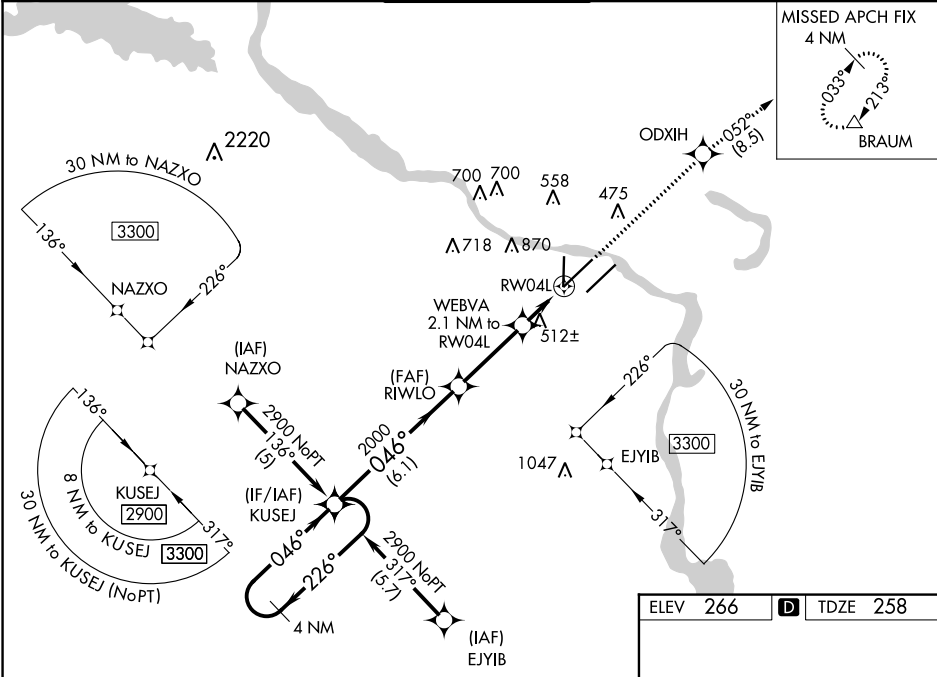 MISSED APCH FIX
4 NM
033°
213°
BRAUM
ODXIH
052°
(8.5)
2220
30 NM to NAZXO
3300
136°
226°
NAZXO
700
700
558
475
718
870
RW04L
WEBVA
2.1 NM to
RW04L
512±
(FAF)
RIWLO
(IAF)
NAZXO
2900 NoPT
136°
(5)
2000
046°
(6.1)
226°
30 NM to EJYIB
3300
EJYIB
317°
1047
136°
KUSEJ
2900
317°
8 NM to KUSEJ
3300
30 NM to KUSEJ (NoPT)
(IF/IAF)
KUSEJ
046°
226°
4 NM
2900 NoPT
317°
(5.7)
(IAF)
EJYIB
ELEV 266
D
TDZE 258